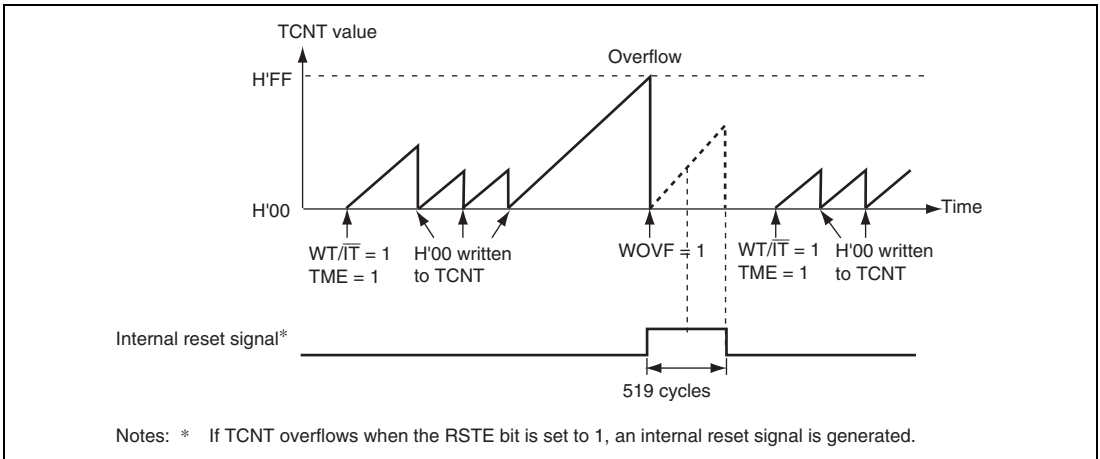 TCNT value
Overflow
H'FF
H'00
Time
WT/I̅T̅ = 1
TME = 1
H'00 written
to TCNT
WOVF = 1
WT/I̅T̅ = 1
TME = 1
H'00 written
to TCNT
Internal reset signal*
519 cycles
Notes: * If TCNT overflows when the RSTE bit is set to 1, an internal reset signal is generated.